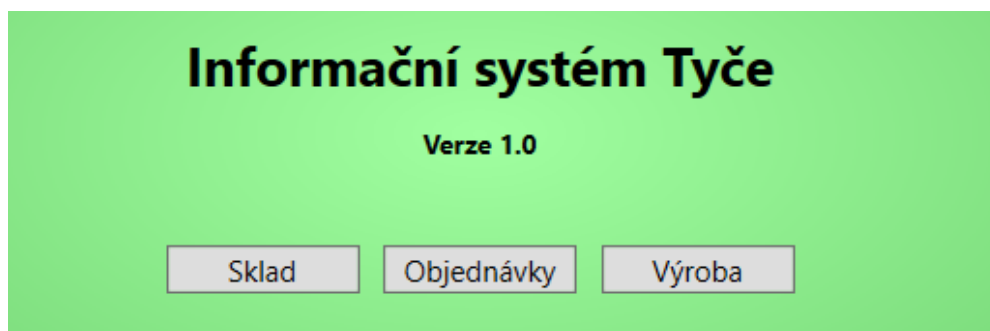 Informační systém Tyče
Verze 1.0
Sklad Objednávky Výroba